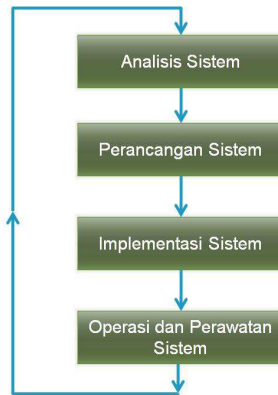 Analisis Sistem
Perancangan Sistem
Implementasi Sistem
Operasi dan Perawatan
Sistem